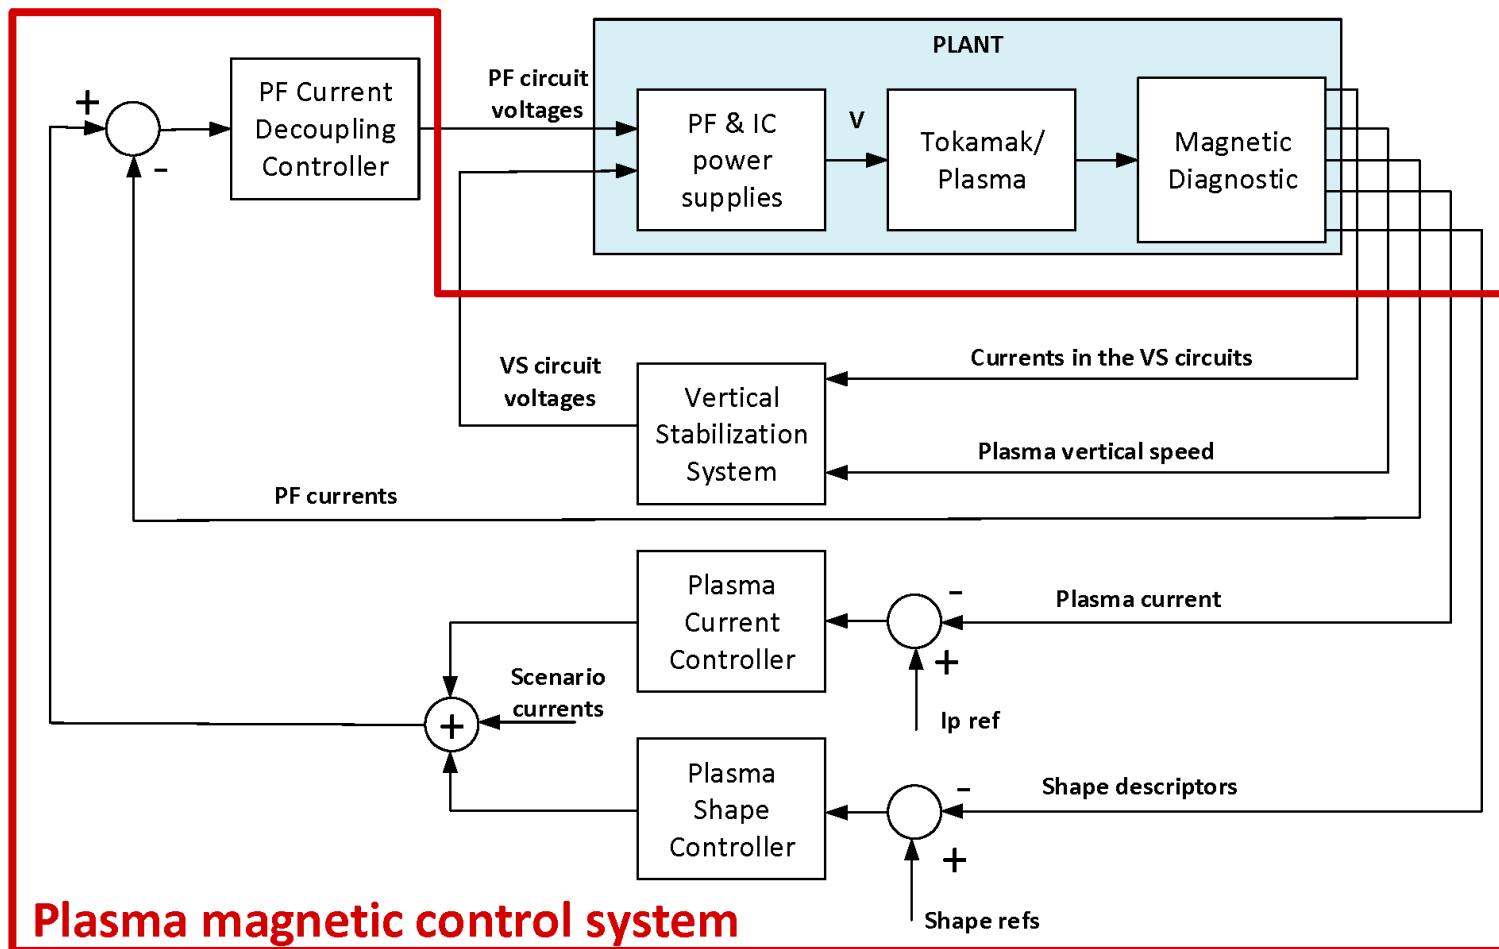 PLANT
+
-
PF Current
Decoupling
Controller
PF circuit
voltages
PF & IC
power
supplies
V
Tokamak/
Plasma
Magnetic
Diagnostic
VS circuit
voltages
Vertical
Stabilization
System
Currents in the VS circuits
Plasma vertical speed
PF currents
Plasma
Current
Controller
-
+
Plasma current
Ip ref
Scenario
currents
+
Plasma
Shape
Controller
-
+
Shape descriptors
Shape refs
Plasma magnetic control system